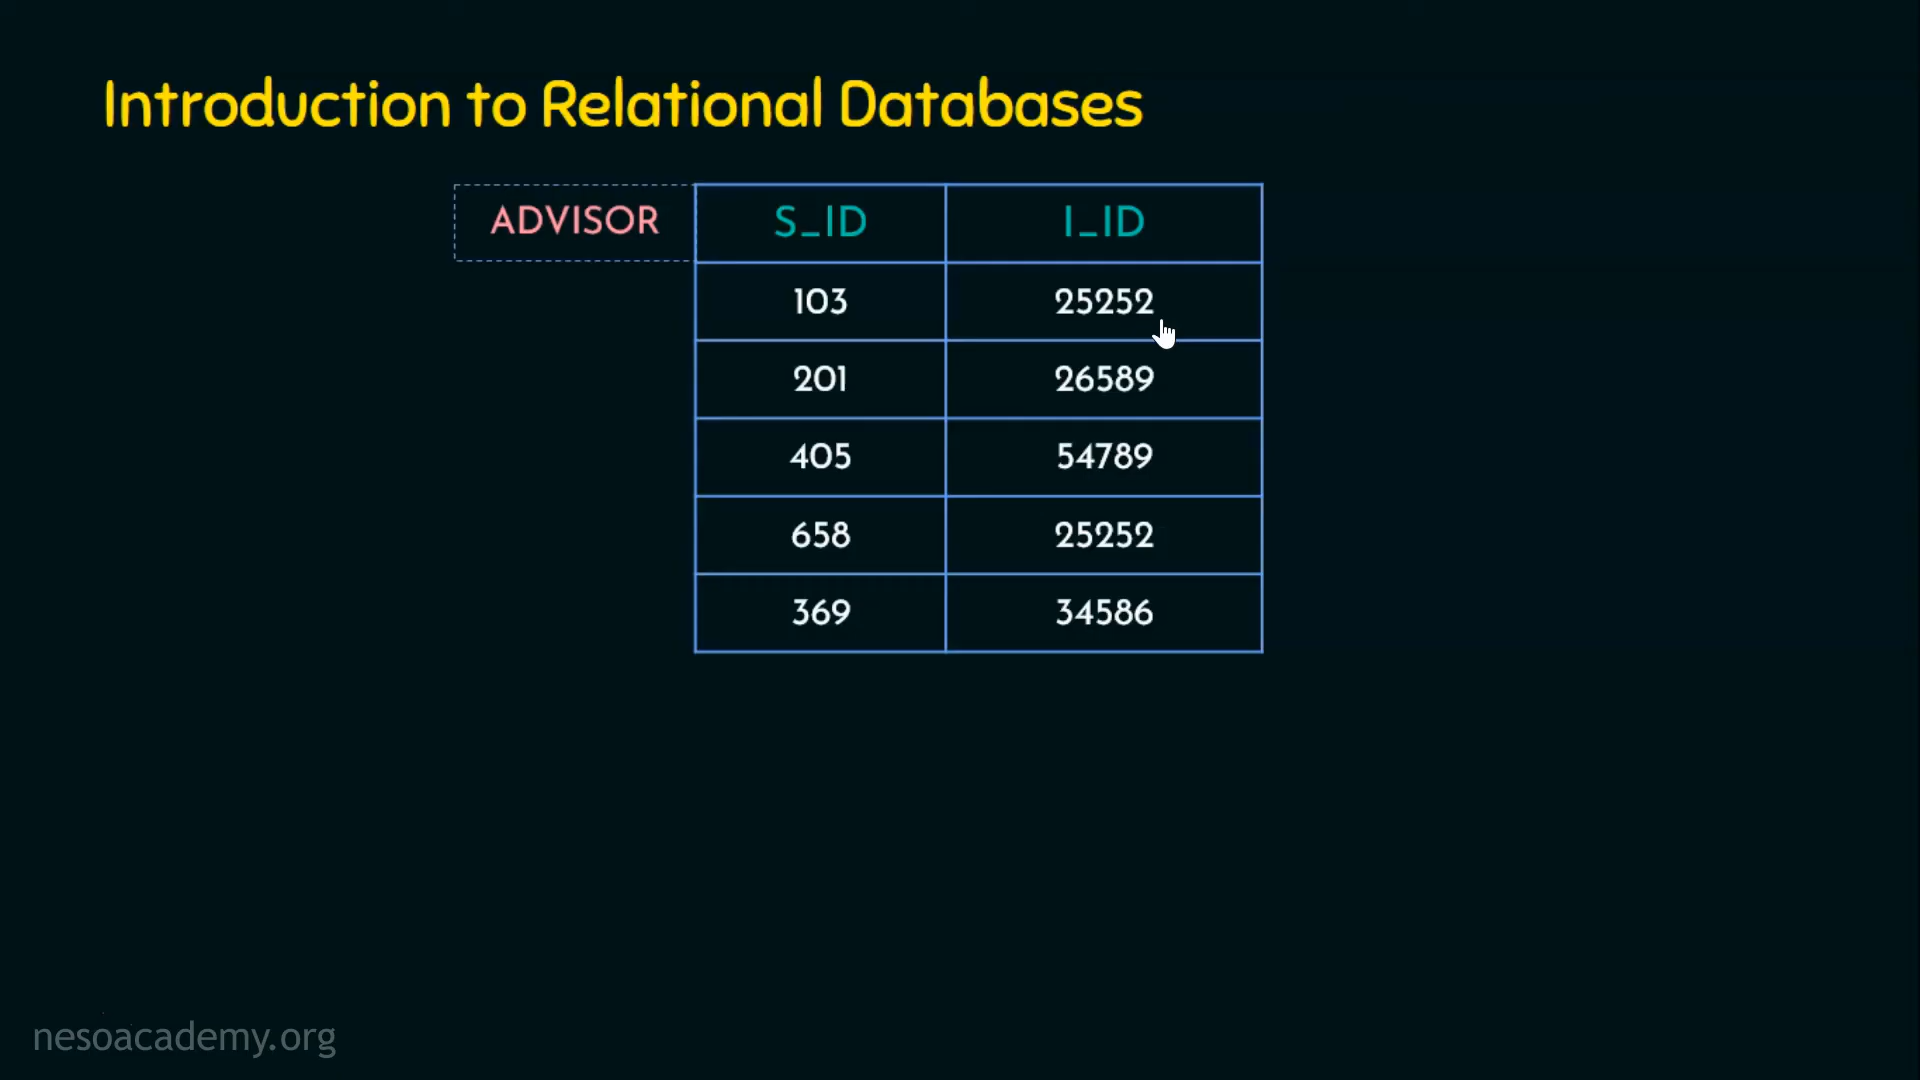 Introduction to Relational Databases
ADVISOR S_ID I_ID
103 25252
201 26589
405 54789
658 25252
369 34586
nesoacademy.org